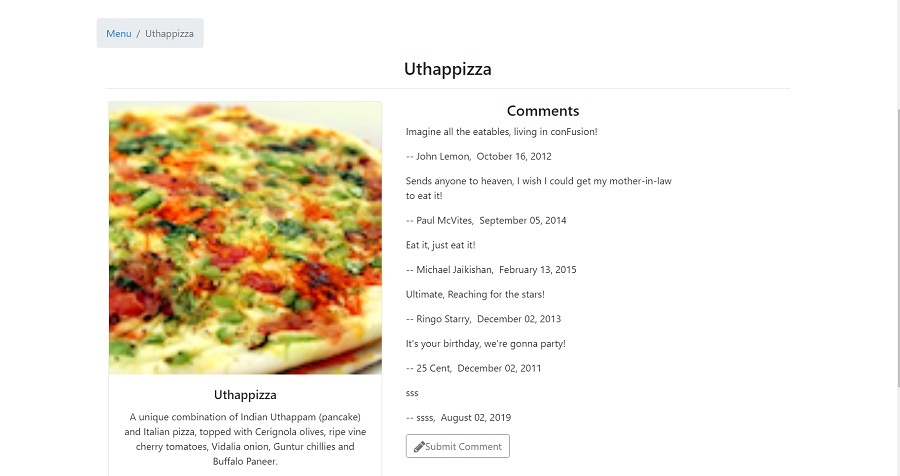 Menu / Uthappizza
Uthappizza
Uthappizza
A unique combination of Indian Uthappam (pancake)
and Italian pizza, topped with Cerignola olives, ripe vine
cherry tomatoes, Vidalia onion, Guntur chillies and
Buffalo Paneer.
Comments
Imagine all the eatables, living in conFusion!
-- John Lemon, October 16, 2012
Sends anyone to heaven, I wish I could get my mother-in-law
to eat it!
-- Paul McVites, September 05, 2014
Eat it, just eat it!
-- Michael Jaikishan, February 13, 2015
Ultimate, Reaching for the stars!
-- Ringo Starry, December 02, 2013
It's your birthday, we're gonna party!
-- 25 Cent, December 02, 2011
sss
-- ssss, August 02, 2019
Submit Comment